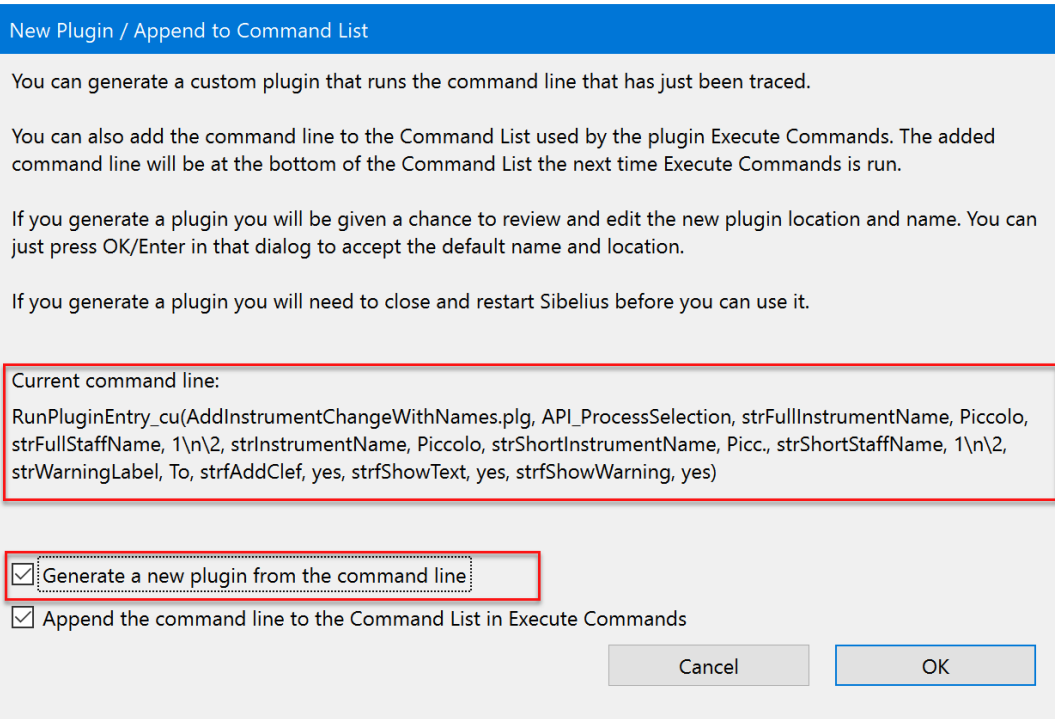 New Plugin / Append to Command List
You can generate a custom plugin that runs the command line that has just been traced.
You can also add the command line to the Command List used by the plugin Execute Commands. The added
command line will be at the bottom of the Command List the next time Execute Commands is run.
If you generate a plugin you will be given a chance to review and edit the new plugin location and name. You can
just press OK/Enter in that dialog to accept the default name and location.
If you generate a plugin you will need to close and restart Sibelius before you can use it.
Current command line:
RunPluginEntry_cu(AddInstrumentChangeWithNames.plg, API_ProcessSelection, strFullInstrumentName, Piccolo,
strFullStaffName, 1\n\2, strInstrumentName, Piccolo, strShortInstrumentName, Picc., strShortStaffName, 1\n\2,
strWarningLabel, To, strfAddClef, yes, strfShowText, yes, strfShowWarning, yes)
Generate a new plugin from the command line
Append the command line to the Command List in Execute Commands
Cancel
OK